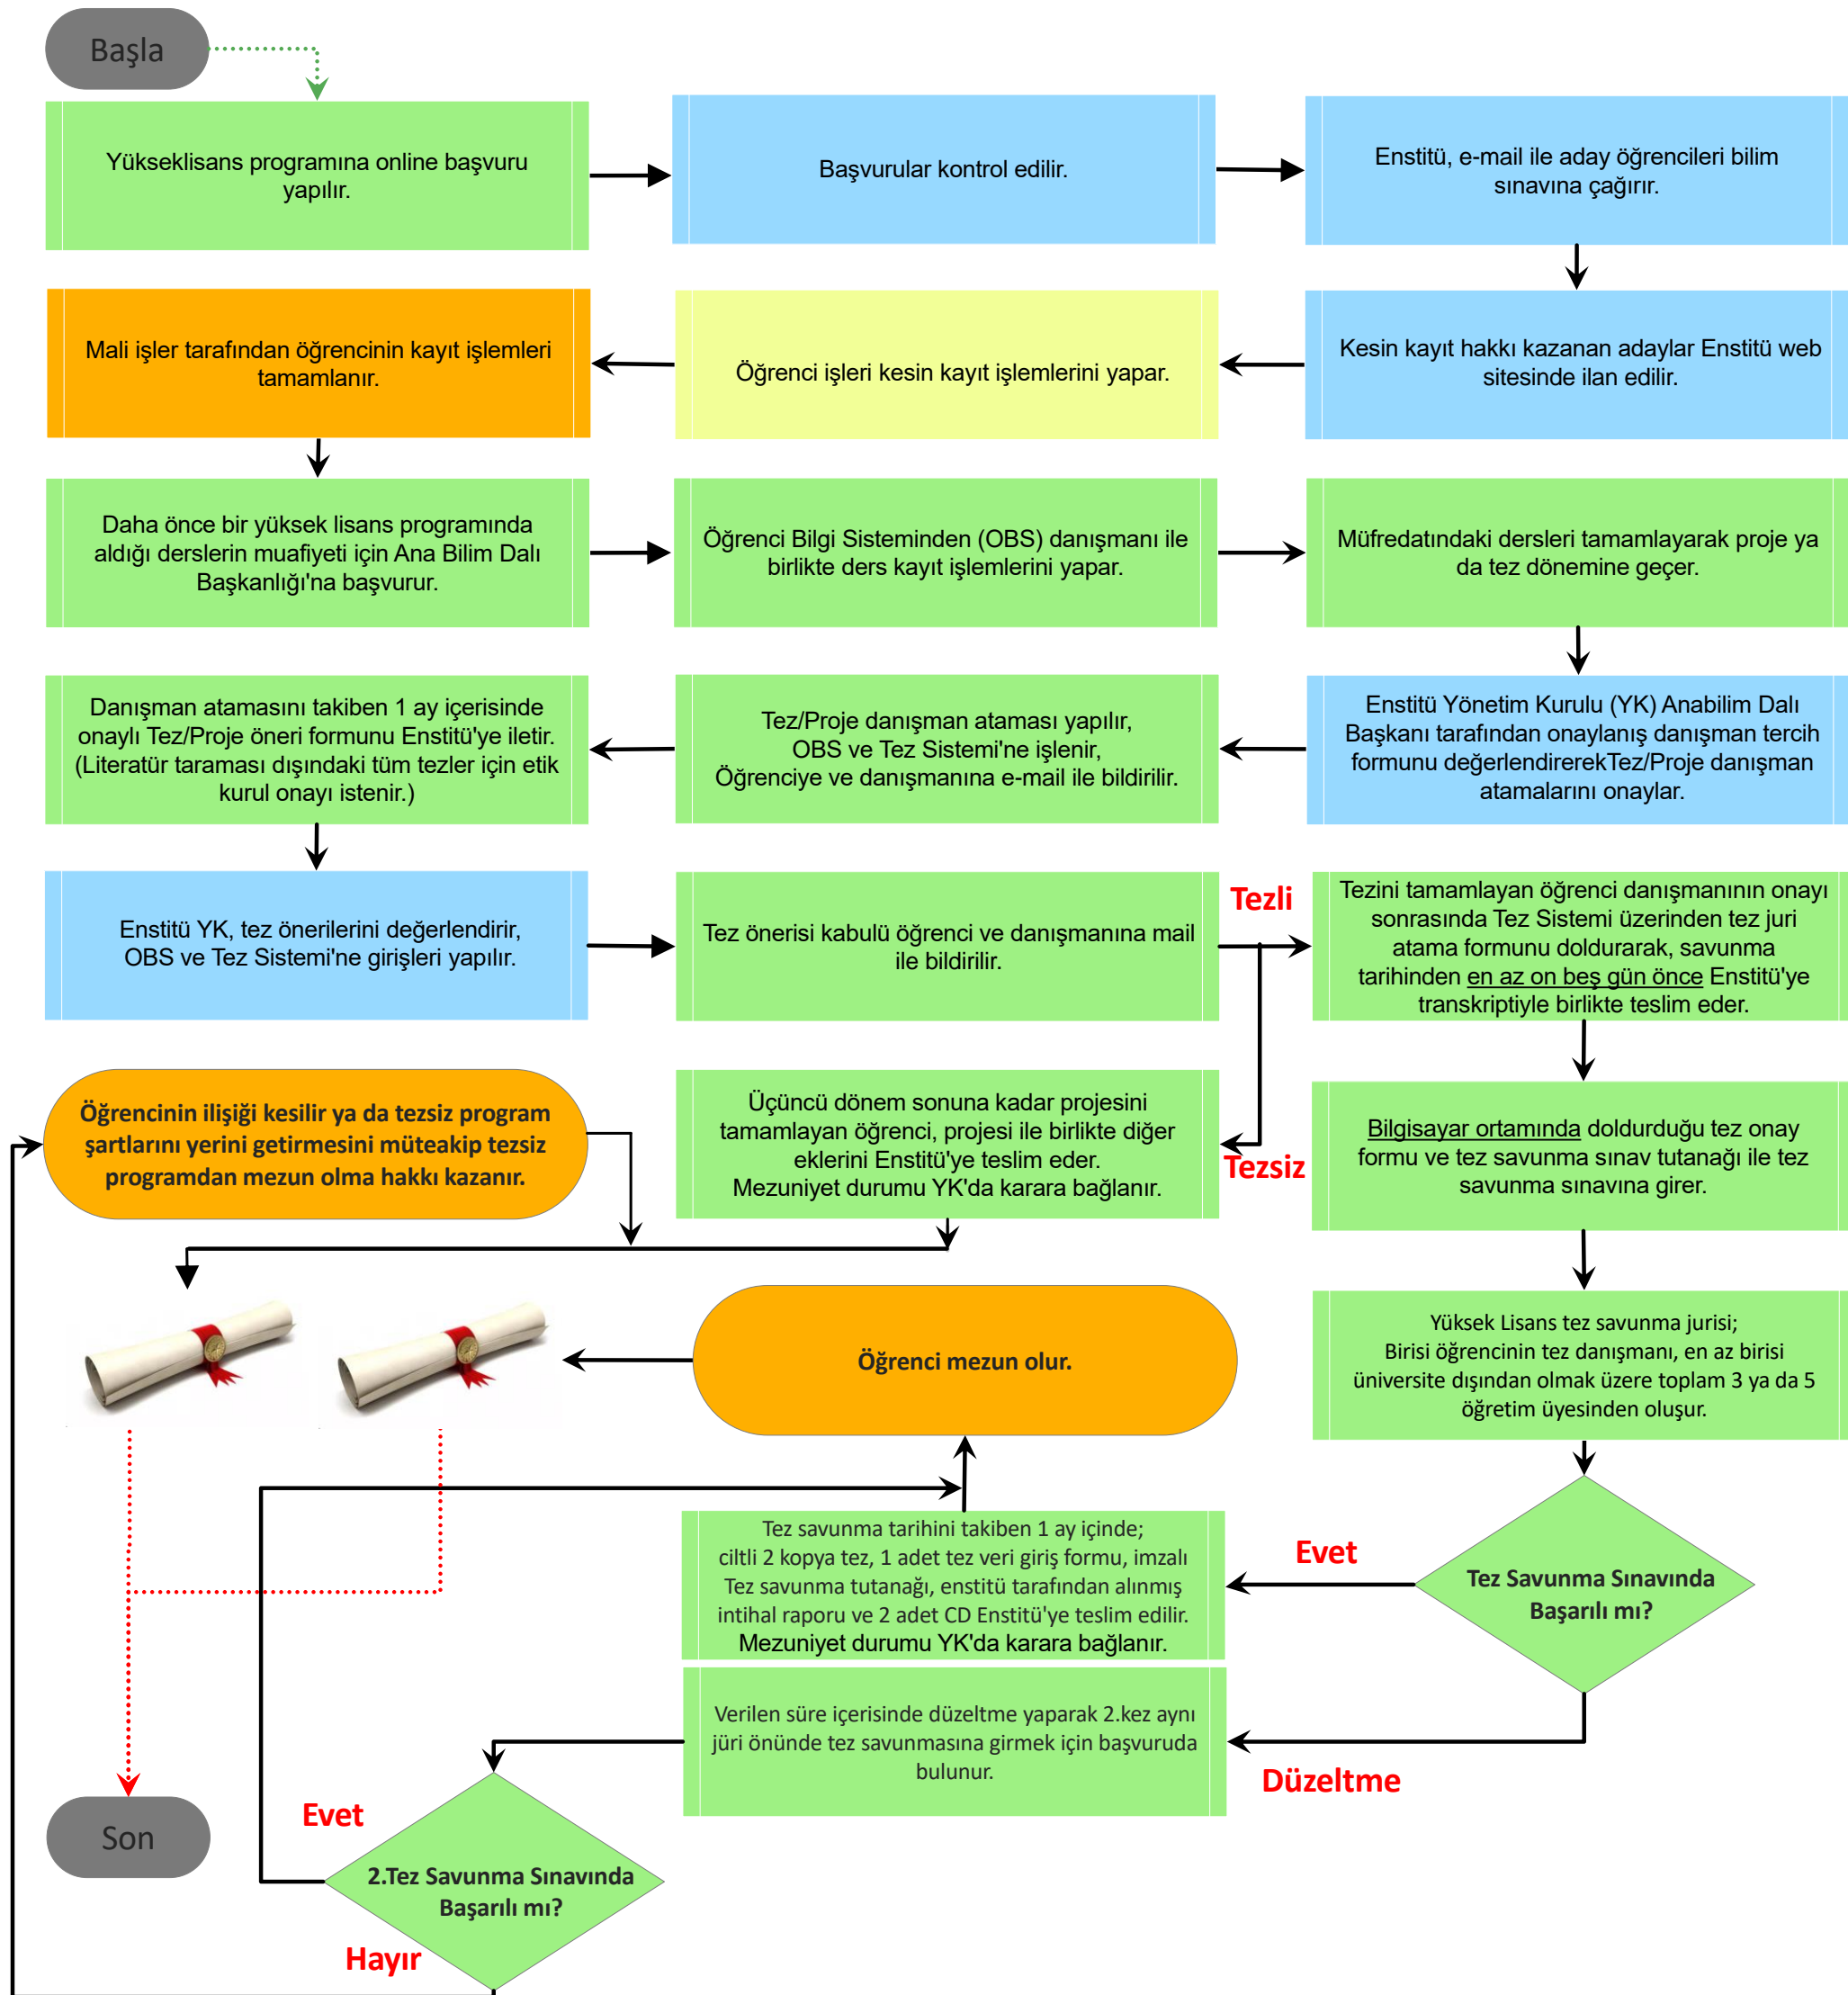 Başla
Yükseklisans programına online başvuru
yapılır.
Başvurular kontrol edilir.
Enstitü, e-mail ile aday öğrencileri bilim
sınavına çağırır.
Mali işler tarafından öğrencinin kayıt işlemleri
tamamlanır.
Öğrenci işleri kesin kayıt işlemlerini yapar.
Kesin kayıt hakkı kazanan adaylar Enstitü web
sitesinde ilan edilir.
Daha önce bir yüksek lisans programında
aldığı derslerin muafiyeti için Ana Bilim Dalı
Başkanlığı'na başvurur.
Öğrenci Bilgi Sisteminden (OBS) danışmanı ile
birlikte ders kayıt işlemlerini yapar.
Müfredatındaki dersleri tamamlayarak proje ya
da tez dönemine geçer.
Danışman atamasını takiben 1 ay içerisinde
onaylı Tez/Proje öneri formunu Enstitü'ye iletir.
(Literatür taraması dışındaki tüm tezler için etik
kurul onayı istenir.)
Tez/Proje danışman ataması yapılır,
OBS ve Tez Sistemi'ne işlenir,
Öğrenciye ve danışmanına e-mail ile bildirilir.
Enstitü Yönetim Kurulu (YK) Anabilim Dalı
Başkanı tarafından onaylanış danışman tercih
formunu değerlendirerekTez/Proje danışman
atamalarını onaylar.
Enstitü YK, tez önerilerini değerlendirir,
OBS ve Tez Sistemi'ne girişleri yapılır.
Tez önerisi kabulü öğrenci ve danışmanına mail
ile bildirilir.
Tezli
Tezini tamamlayan öğrenci danışmanının onayı
sonrasında Tez Sistemi üzerinden tez juri
atama formunu doldurarak, savunma
tarihinden en az on beş gün önce Enstitü'ye
transkriptiyle birlikte teslim eder.
Öğrencinin ilişiği kesilir ya da tezsiz program
şartlarını yerini getirmesini müteakip tezsiz
programdan mezun olma hakkı kazanır.
Üçüncü dönem sonuna kadar projesini
tamamlayan öğrenci, projesi ile birlikte diğer
eklerini Enstitü'ye teslim eder.
Mezuniyet durumu YK'da karara bağlanır.
Tezsiz
Bilgisayar ortamında doldurduğu tez onay
formu ve tez savunma sınav tutanağı ile tez
savunma sınavına girer.
Öğrenci mezun olur.
Yüksek Lisans tez savunma jurisi;
Birisi öğrencinin tez danışmanı, en az birisi
üniversite dışından olmak üzere toplam 3 ya da 5
öğretim üyesinden oluşur.
Tez savunma tarihini takiben 1 ay içinde;
ciltli 2 kopya tez, 1 adet tez veri giriş formu, imzalı
Tez savunma tutanağı, enstitü tarafından alınmış
intihal raporu ve 2 adet CD Enstitü'ye teslim edilir.
Mezuniyet durumu YK'da karara bağlanır.
Evet
Tez Savunma Sınavında
Başarılı mı?
Verilen süre içerisinde düzeltme yaparak 2.kez aynı
jüri önünde tez savunmasına girmek için başvuruda
bulunur.
Düzeltme
Son
Evet
2.Tez Savunma Sınavında
Başarılı mı?
Hayır